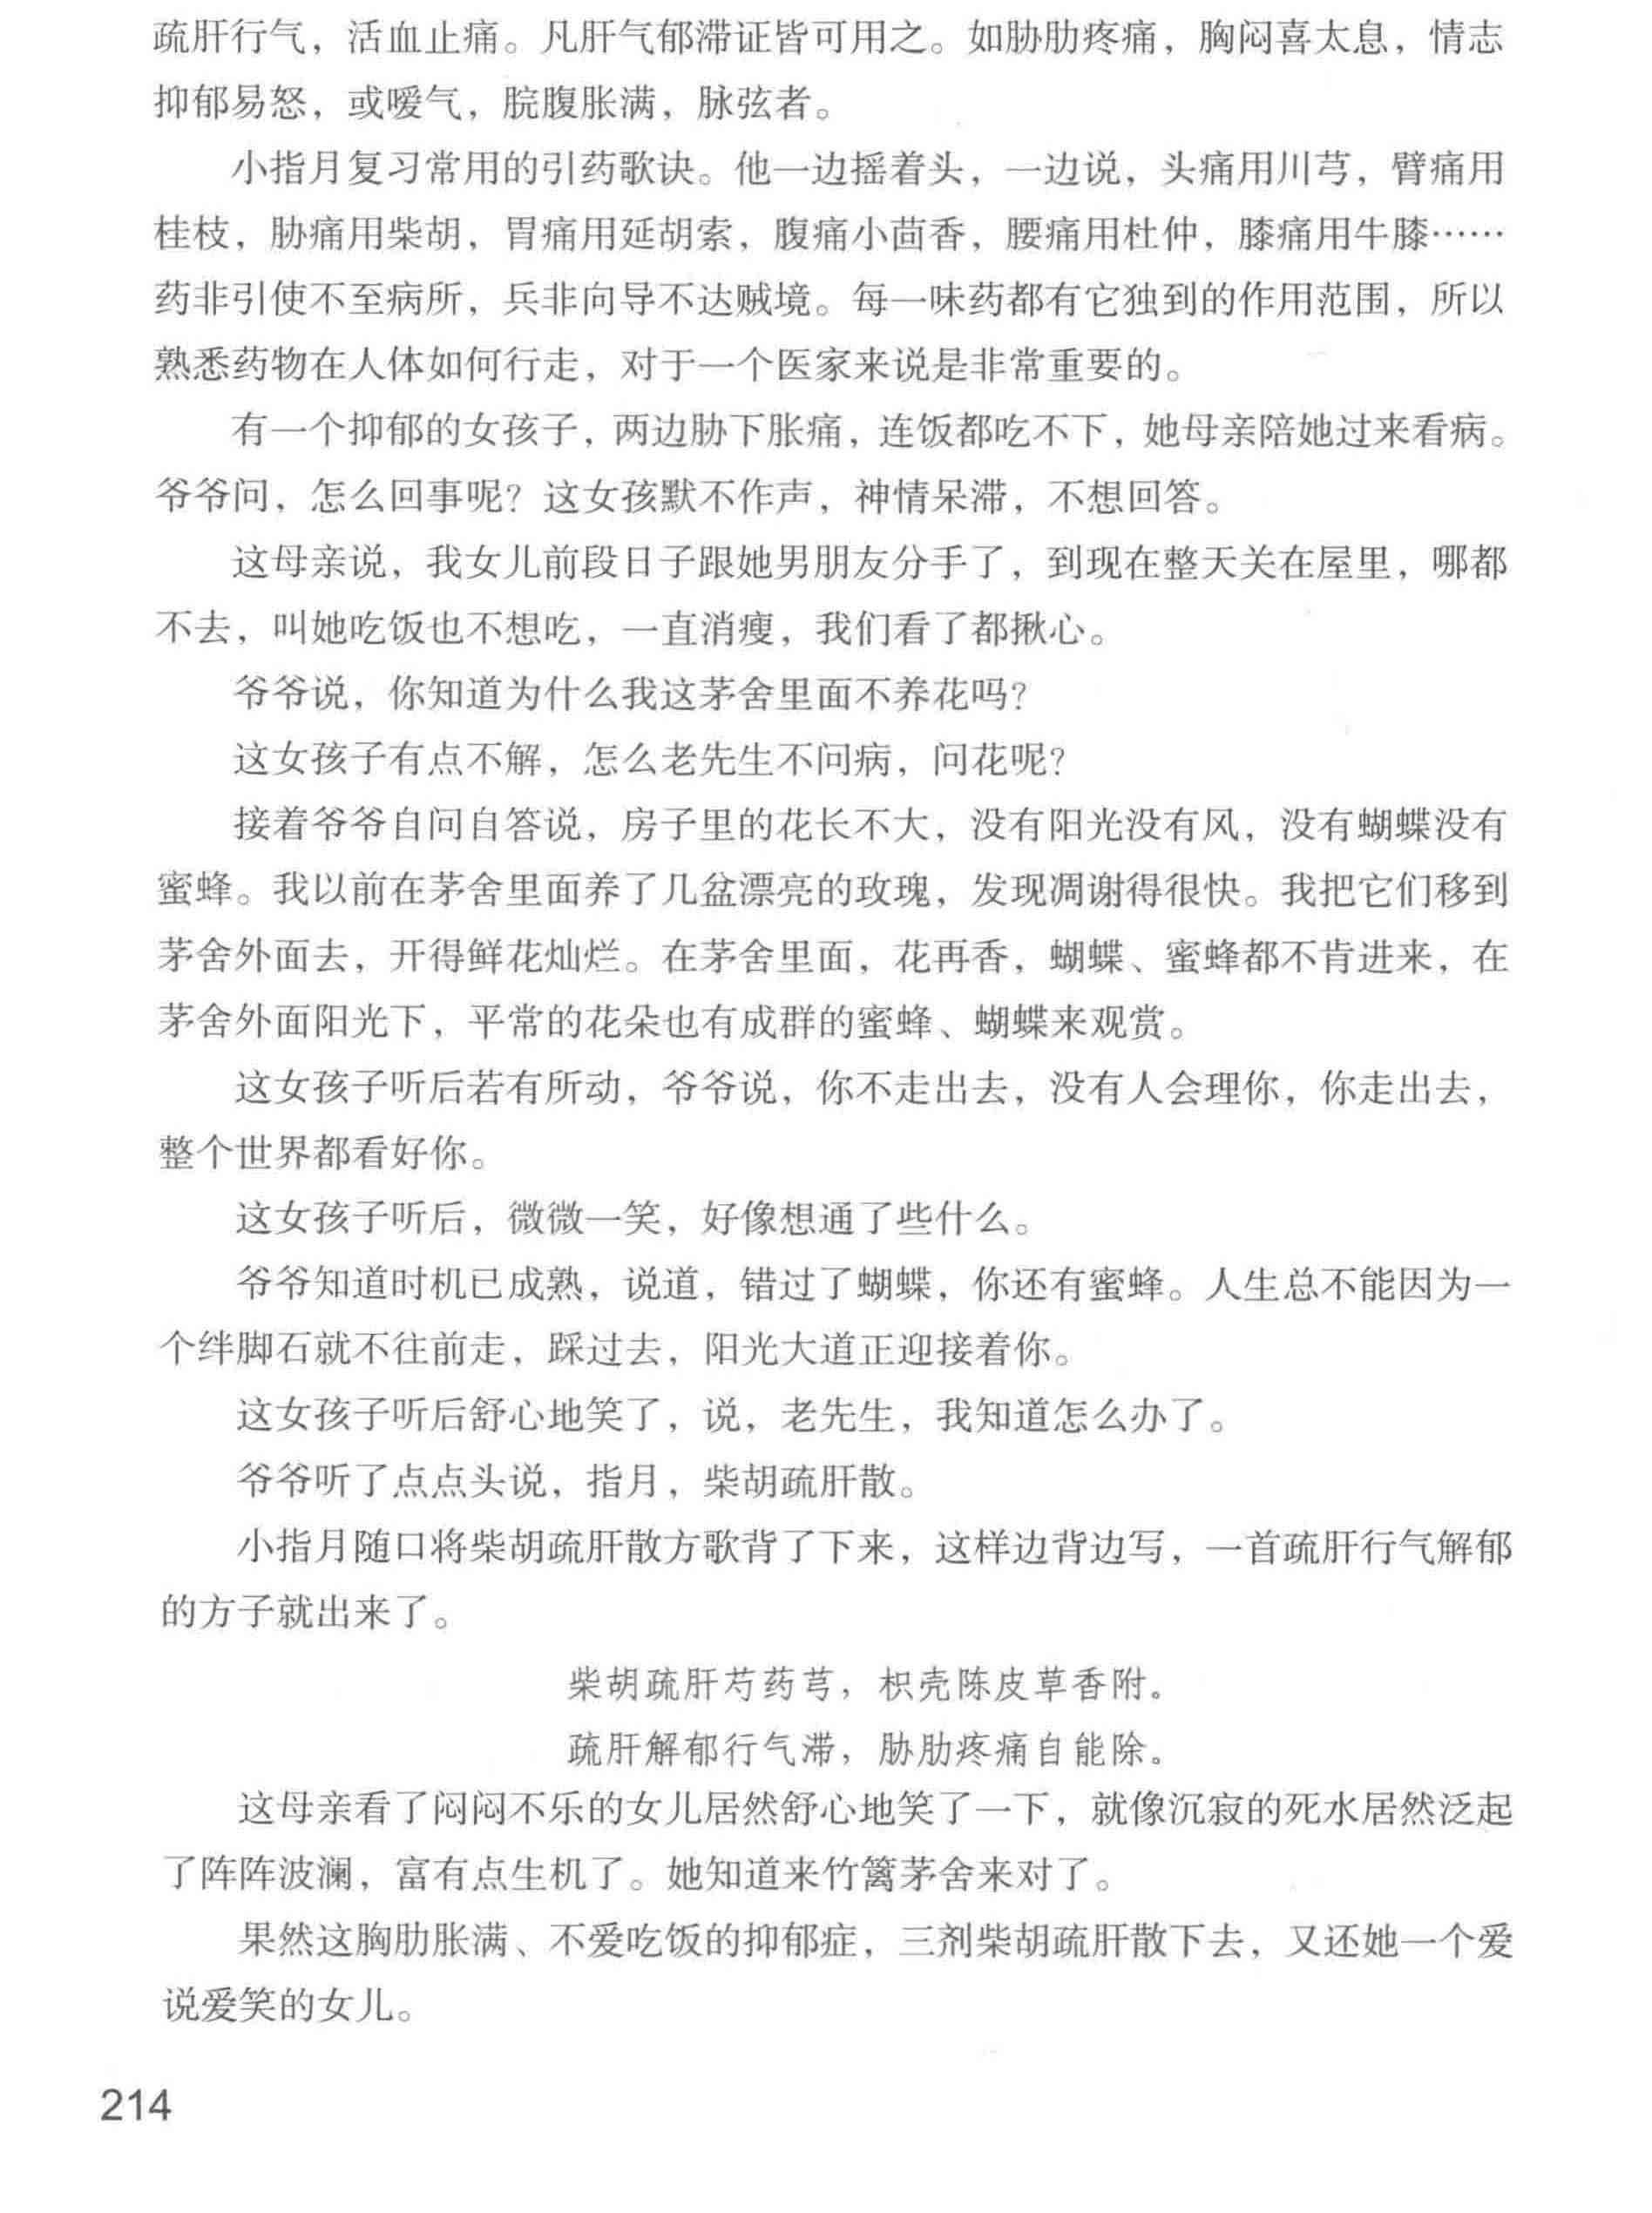 疏肝行气，活血止痛。凡肝气郁滞证皆可用之。如胁肋疼痛，胸闷喜太息，情志
抑郁易怒，或嗳气，脘腹胀满，脉弦者。
小指月复习常用的引药歌诀。他一边摇着头，一边说，头痛用川芎，臂痛用
桂枝，胁痛用柴胡，胃痛用延胡索，腹痛小茴香，腰痛用杜仲，膝痛用牛膝……
药非引使不至病所，兵非向导不达贼境。每一味药都有它独到的作用范围，所以
熟悉药物在人体如何行走，对于一个医家来说是非常重要的。
有一个抑郁的女孩子，两边胁下胀痛，连饭都吃不下，她母亲陪她过来看病。
爷爷问，怎么回事呢？这女孩默不作声，神情呆滞，不想回答。
这母亲说，我女儿前段日子跟她男朋友分手了，到现在整天关在屋里，哪都
不去，叫她吃饭也不想吃，一直消瘦，我们看了都揪心。
爷爷说，你知道为什么我这茅舍里面不养花吗？
这女孩子有点不解，怎么老先生不问病，问花呢？
接着爷爷自问自答说，房子里的花长不大，没有阳光没有风，没有蝴蝶没有
蜜蜂。我以前在茅舍里面养了几盆漂亮的玫瑰，发现凋谢得很快。我把它们移到
茅舍外面去，开得鲜花灿烂。在茅舍里面，花再香，蝴蝶、蜜蜂都不肯进来，在
茅舍外面阳光下，平常的花朵也有成群的蜜蜂、蝴蝶来观赏。
这女孩子听后若有所动，爷爷说，你不走出去，没有人会理你，你走出去，
整个世界都看好你。
这女孩子听后，微微一笑，好像想通了些什么。
爷爷知道时机已成熟，说道，错过了蝴蝶，你还有蜜蜂。人生总不能因为一
个绊脚石就不往前走，踩过去，阳光大道正迎接着你。
这女孩子听后舒心地笑了，说，老先生，我知道怎么办了。
爷爷听了点点头说，指月，柴胡疏肝散。
小指月随口将柴胡疏肝散方歌背了下来，这样边背边写，一首疏肝行气解郁
的方子就出来了。
柴胡疏肝芍药芎，枳壳陈皮草香附。
疏肝解郁行气滞，胁肋疼痛自能除。
这母亲看了闷闷不乐的女儿居然舒心地笑了一下，就像沉寂的死水居然泛起
了阵阵波澜，富有点生机了。她知道来竹篱茅舍来对了。
果然这胸肋胀满、不爱吃饭的抑郁症，三剂柴胡疏肝散下去，又还她一个爱
说爱笑的女儿。
214